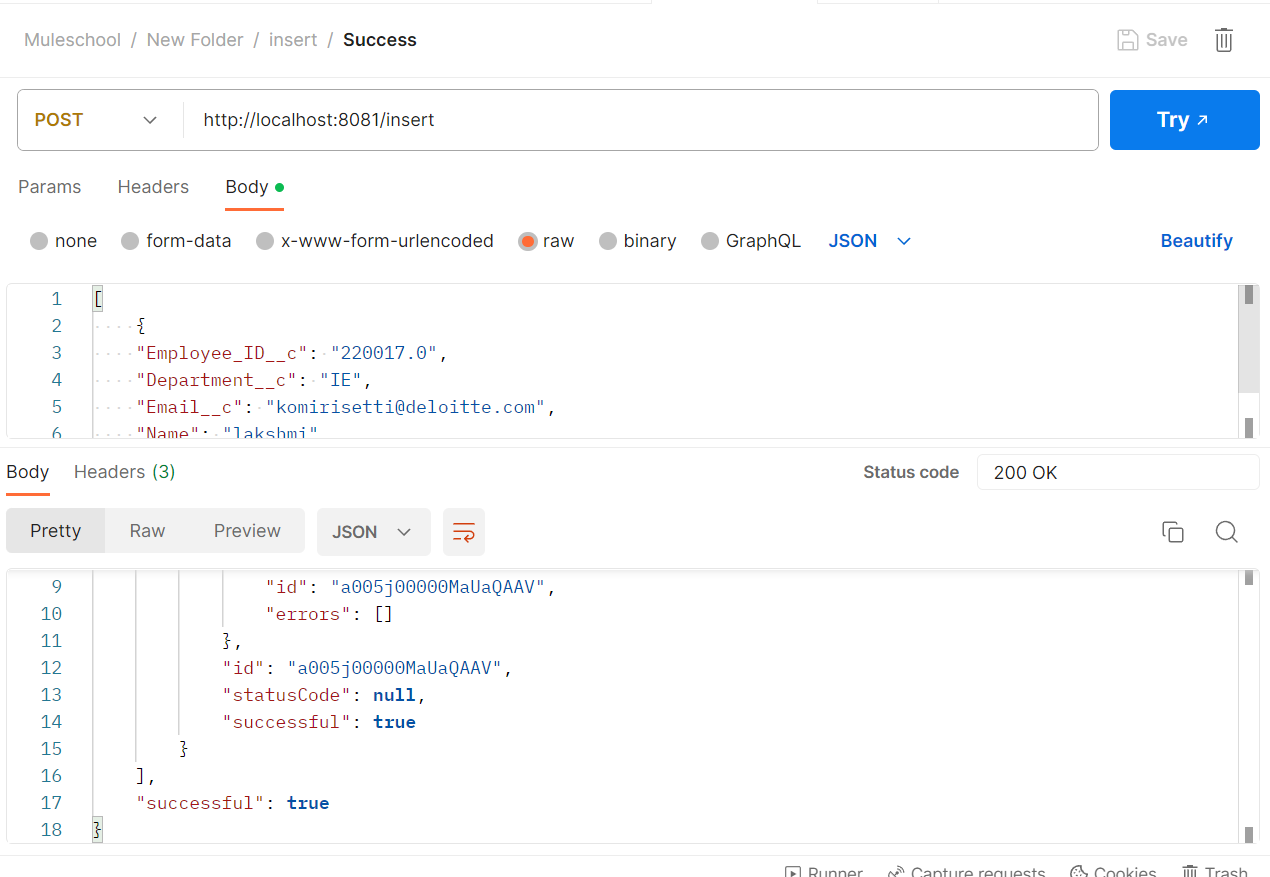 Muleschool / New Folder / insert / Success
Save
POST http://localhost:8081/insert
Try ↗
Params Headers Body
none form-data x-www-form-urlencoded raw binary GraphQL JSON
Beautify
1 [
2 {
3 "Employee_ID__c": "220017.0",
4 "Department__c": "IE",
5 "Email__c": "komirisetti@deloitte.com",
6 "Name": "lakshmi"
Body Headers (3)
Status code 200 OK
Pretty Raw Preview JSON
9 "id": "a005j00000MaUaQAAV",
10 "errors": []
11 },
12 "id": "a005j00000MaUaQAAV",
13 "statusCode": null,
14 "successful": true
15 }
16 ],
17 "successful": true
18 }
Runner Capture requests Cookies Trash